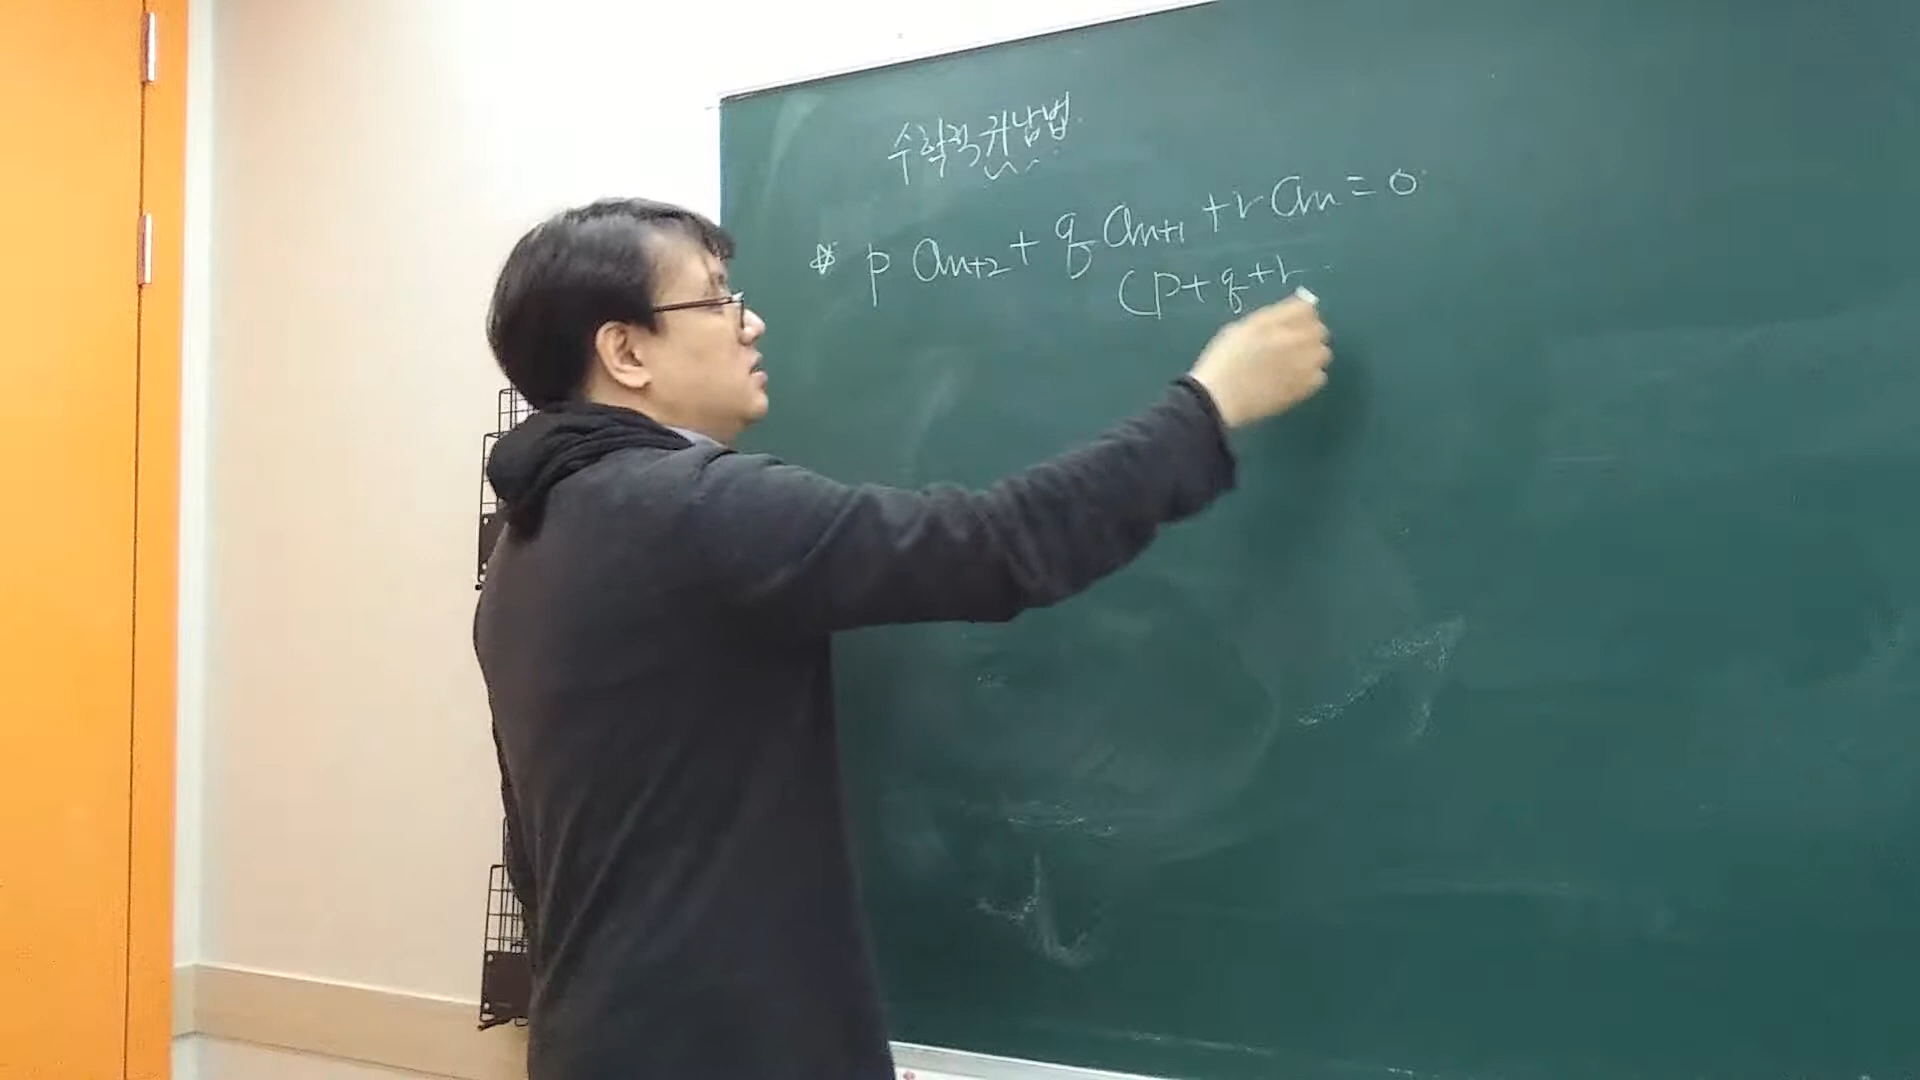 수학적 귀납법
* p an+2 + q an+1 + r an = 0
(p+q+r